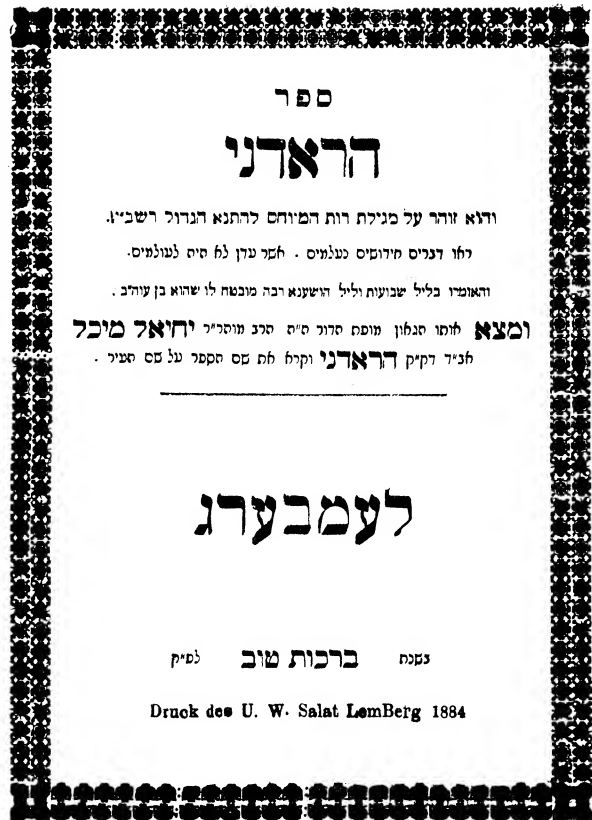 ספר
הראדני
והוא זוהר על מגילת רות המיוחס להתנא הגדול רשב״י.
ראו דברים חידושים נעלמים . אשר עדן לא היה לעולמים.
והאומרו בליל שבועות וליל הושענא רבה מובטח לו שהוא בן עוה״ב .
ומצא אותו הגאון מופת הדור ה״ה הרב מוהר״ר יחיאל מיכל
אב״ד דק״ק הראדני וקרא את שם הספר על שם העיר .
לעמבערג
בשנת ברכות טוב לפ״ק
Druck des U. W. Salat LemBerg 1884